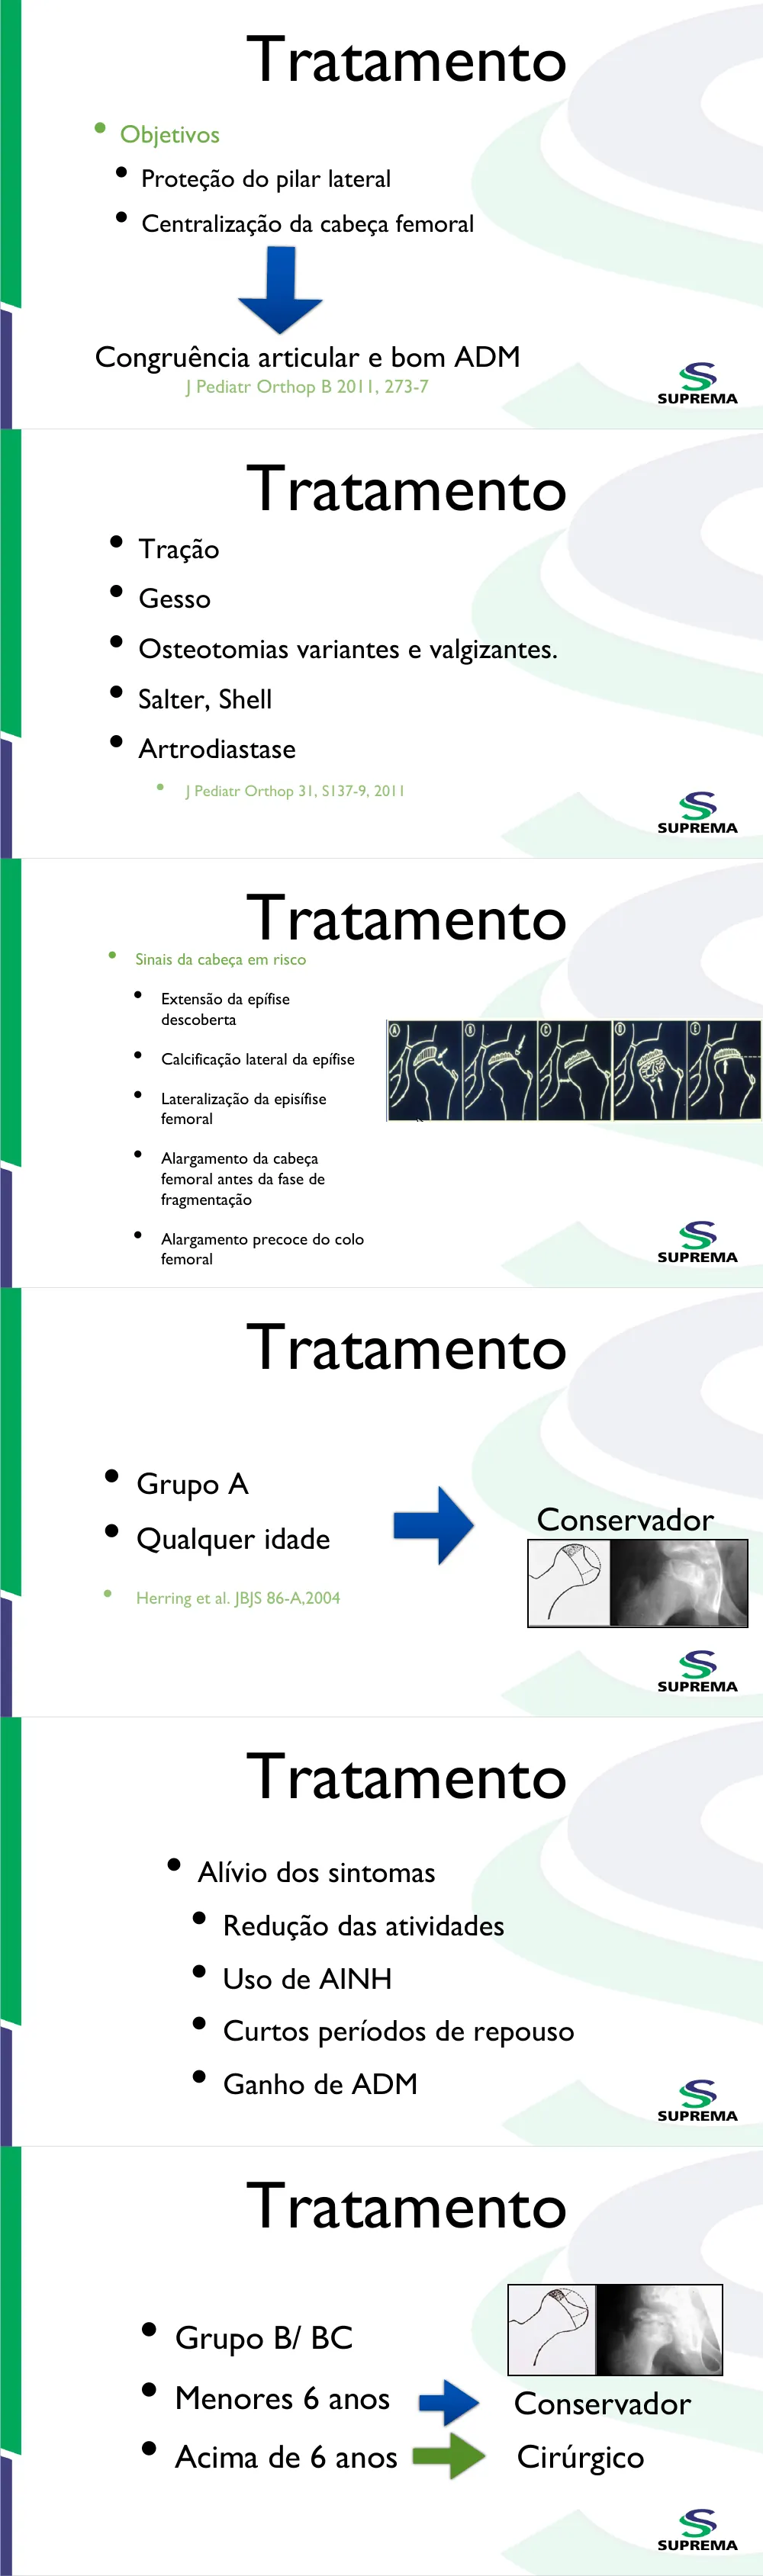 Tratamento
• Objetivos
• Proteção do pilar lateral
• Centralização da cabeça femoral
Congruência articular e bom ADM
J Pediatr Orthop B 2011, 273-7
SUPREMA
Tratamento
• Tração
• Gesso
• Osteotomias variantes e valgizantes.
• Salter, Shell
• Artrodiastase
• J Pediatr Orthop 31, S137-9, 2011
SUPREMA
Tratamento
• Sinais da cabeça em risco
• Extensão da epífise
descoberta
• Calcificação lateral da epífise
• Lateralização da episífise
femoral
• Alargamento da cabeça
femoral antes da fase de
fragmentação
• Alargamento precoce do colo
femoral
A B C D E
SUPREMA
Tratamento
• Grupo A
• Qualquer idade
• Herring et al. JBJS 86-A,2004
Conservador
SUPREMA
Tratamento
• Alívio dos sintomas
• Redução das atividades
• Uso de AINH
• Curtos períodos de repouso
• Ganho de ADM
SUPREMA
Tratamento
• Grupo B/ BC
• Menores 6 anos
Conservador
• Acima de 6 anos
Cirúrgico
SUPREMA